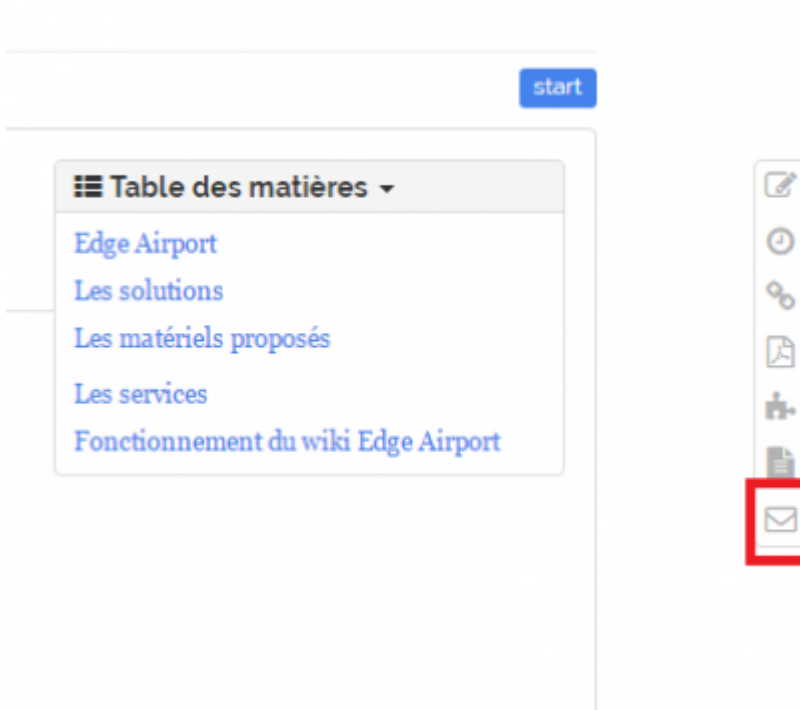 start
Table des matières
Edge Airport
Les solutions
Les matériels proposés
Les services
Fonctionnement du wiki Edge Airport